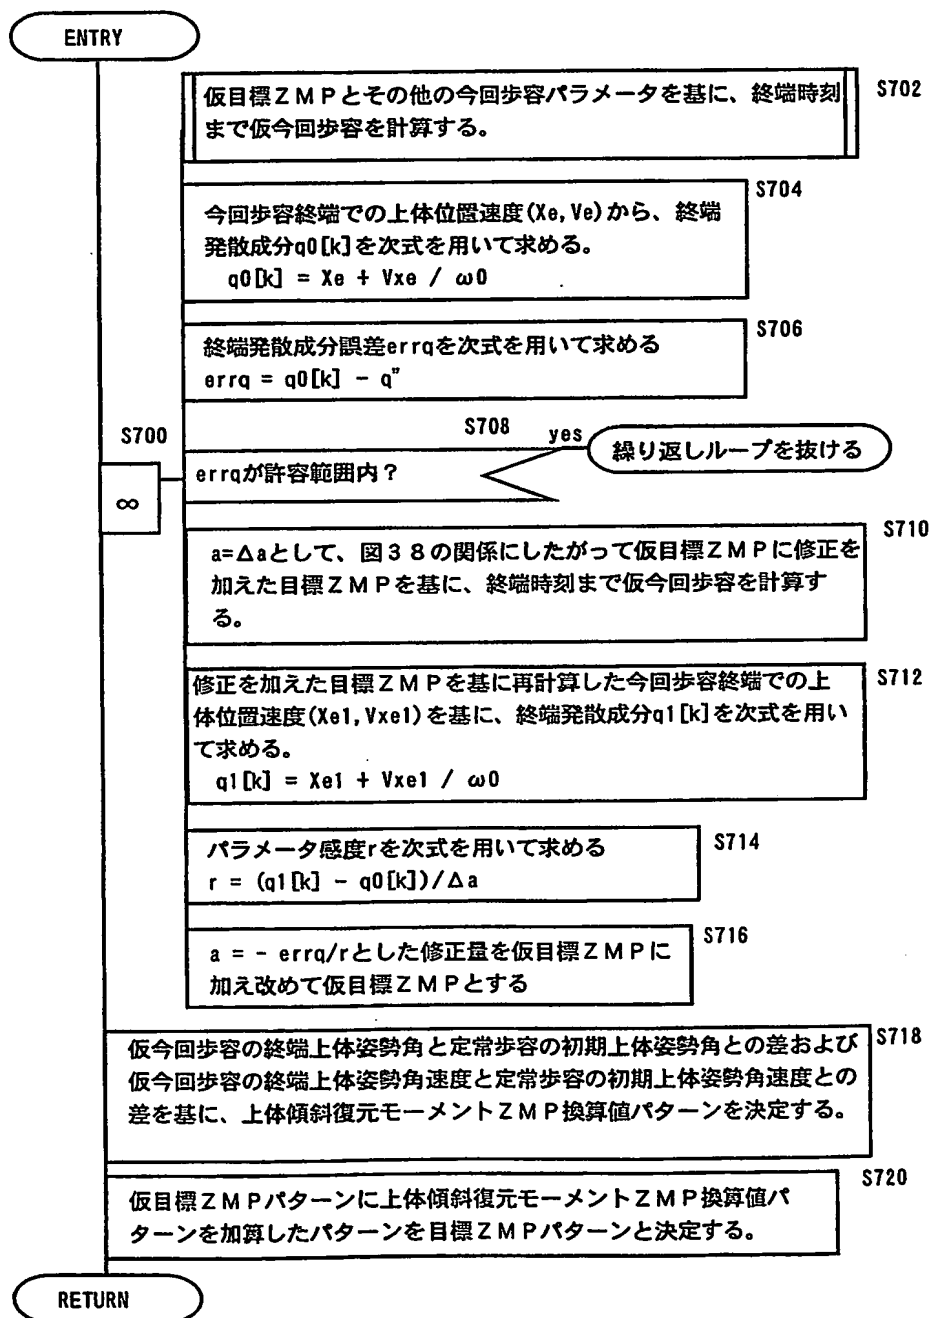 ENTRY
仮目標ZMPとその他の今回歩容パラメータを基に、終端時刻
まで仮今回歩容を計算する。
S702
S704
今回歩容終端での上体位置速度(Xe,Ve)から、終端
発散成分q0[k]を次式を用いて求める。
q0[k] = Xe + Vxe / ω0
S706
終端発散成分誤差errqを次式を用いて求める
errq = q0[k] - q"
S700
∞
S708
yes
繰り返しループを抜ける
errqが許容範囲内？
S710
a=Δaとして、図38の関係にしたがって仮目標ZMPに修正を
加えた目標ZMPを基に、終端時刻まで仮今回歩容を計算す
る。
S712
修正を加えた目標ZMPを基に再計算した今回歩容終端での上
体位置速度(Xe1,Vxe1)を基に、終端発散成分q1[k]を次式を用い
て求める。
q1[k] = Xe1 + Vxe1 / ω0
S714
パラメータ感度rを次式を用いて求める
r = (q1[k] - q0[k])/Δa
S716
a = - errq/rとした修正量を仮目標ZMPに
加え改めて仮目標ZMPとする
S718
仮今回歩容の終端上体姿勢角と定常歩容の初期上体姿勢角との差および
仮今回歩容の終端上体姿勢角速度と定常歩容の初期上体姿勢角速度との
差を基に、上体傾斜復元モーメントZMP換算値パターンを決定する。
S720
仮目標ZMPパターンに上体傾斜復元モーメントZMP換算値パ
ターンを加算したパターンを目標ZMPパターンと決定する。
RETURN